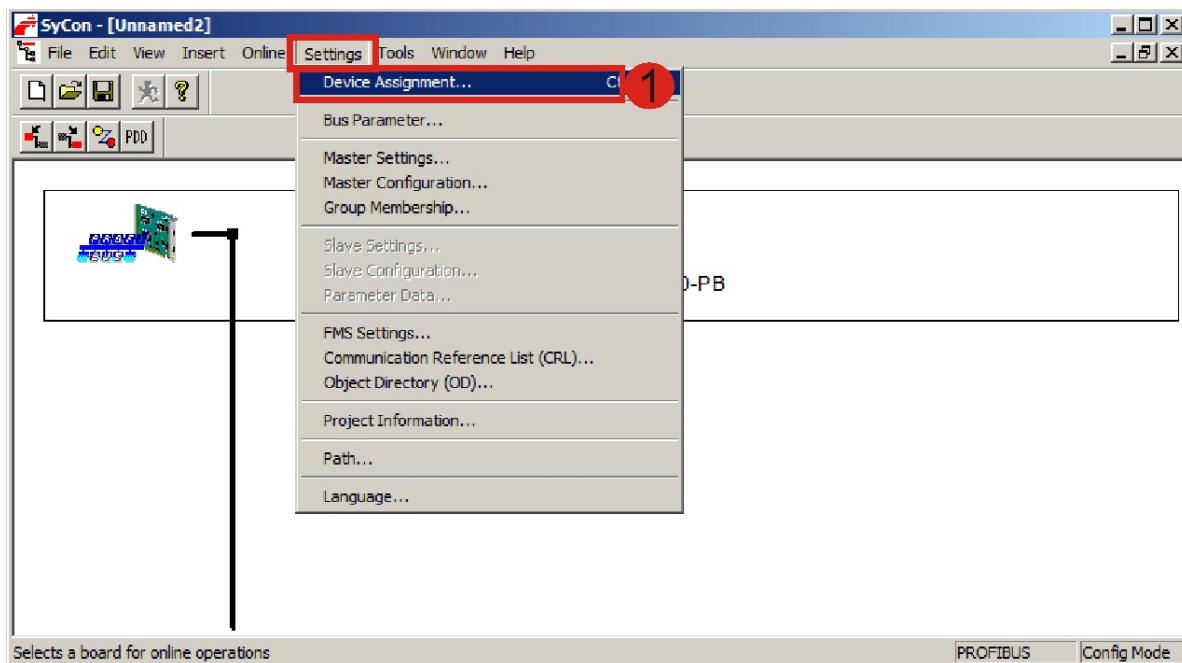 SyCon - [Unnamed2]
File Edit View Insert Online Settings Tools Window Help
PDD
Device Assignment...
1
Bus Parameter...
Master Settings...
Master Configuration...
Group Membership...
Slave Settings...
Slave Configuration...
Parameter Data...
FMS Settings...
Communication Reference List (CRL)...
Object Directory (OD)...
Project Information...
Path...
Language...
-PB
Selects a board for online operations PROFIBUS Config Mode